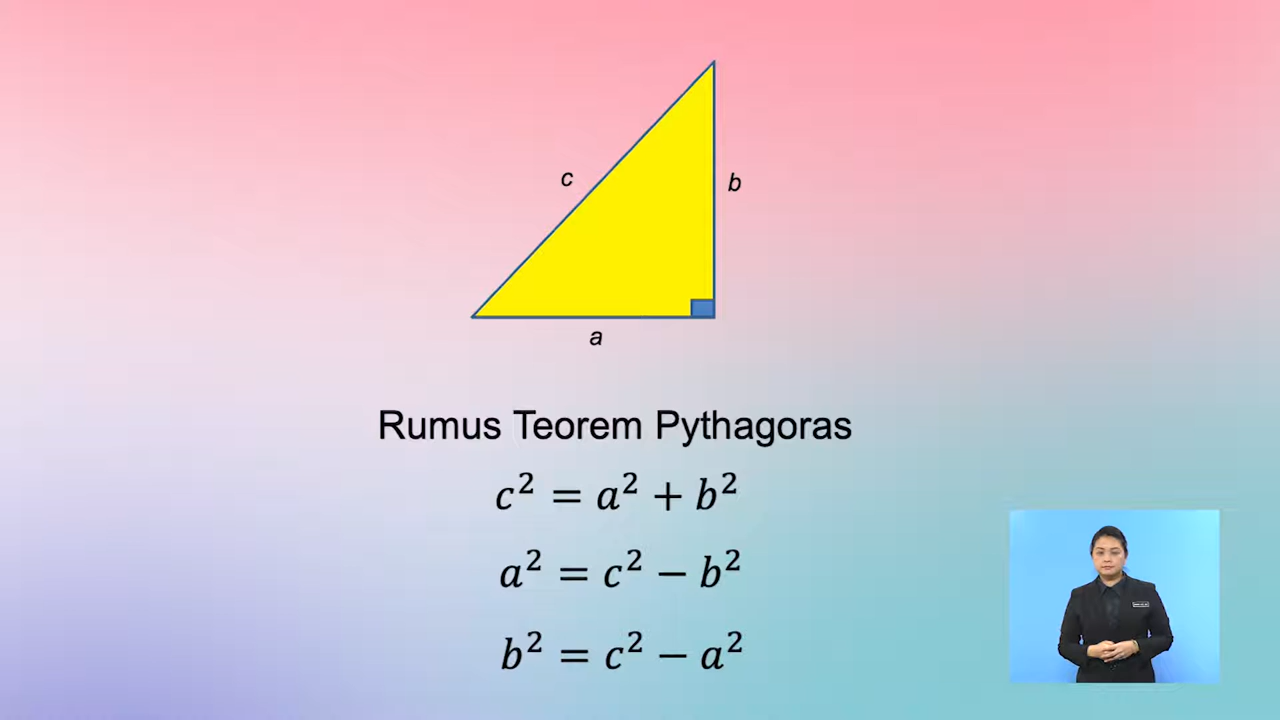 c
b
a
Rumus Teorem Pythagoras
c² = a² + b²
a² = c² − b²
b² = c² − a²